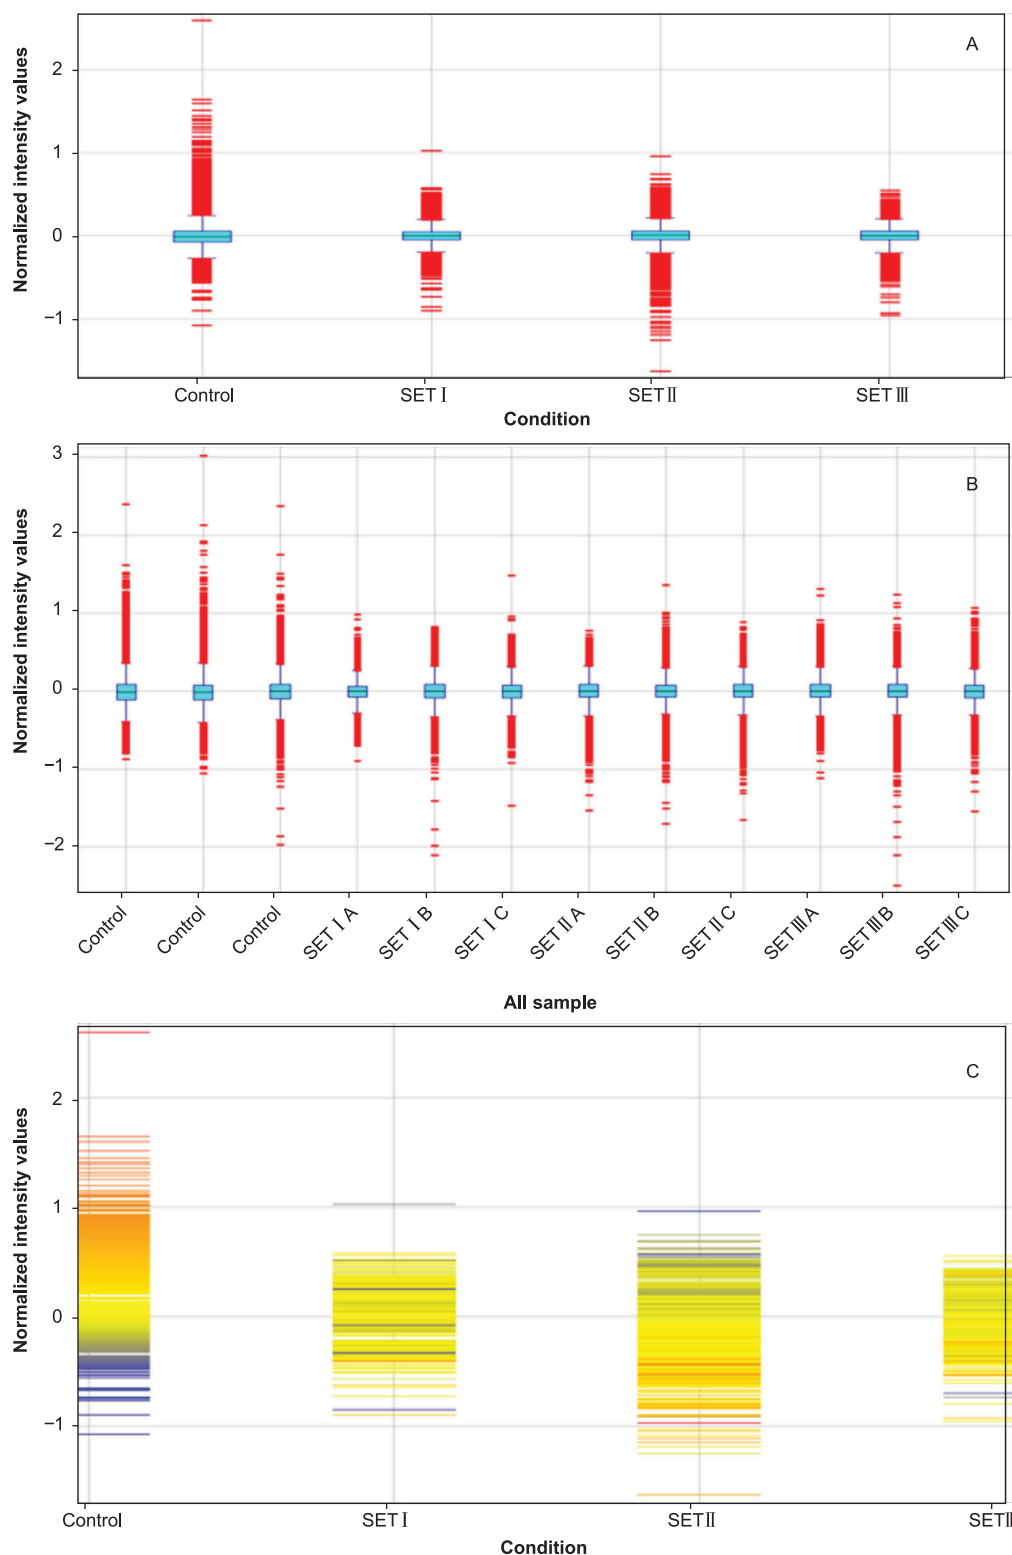 Normalized intensity values
A
2
1
0
−1
Control SET Ⅰ SET Ⅱ SET Ⅲ
Condition
Normalized intensity values
B
3
2
1
0
−1
−2
Control Control Control SET Ⅰ A SET Ⅰ B SET Ⅰ C SET Ⅱ A SET Ⅱ B SET Ⅱ C SET Ⅲ A SET Ⅲ B SET Ⅲ C
All sample
Normalized intensity values
C
2
1
0
−1
Control SET Ⅰ SET Ⅱ SET Ⅱ
Condition